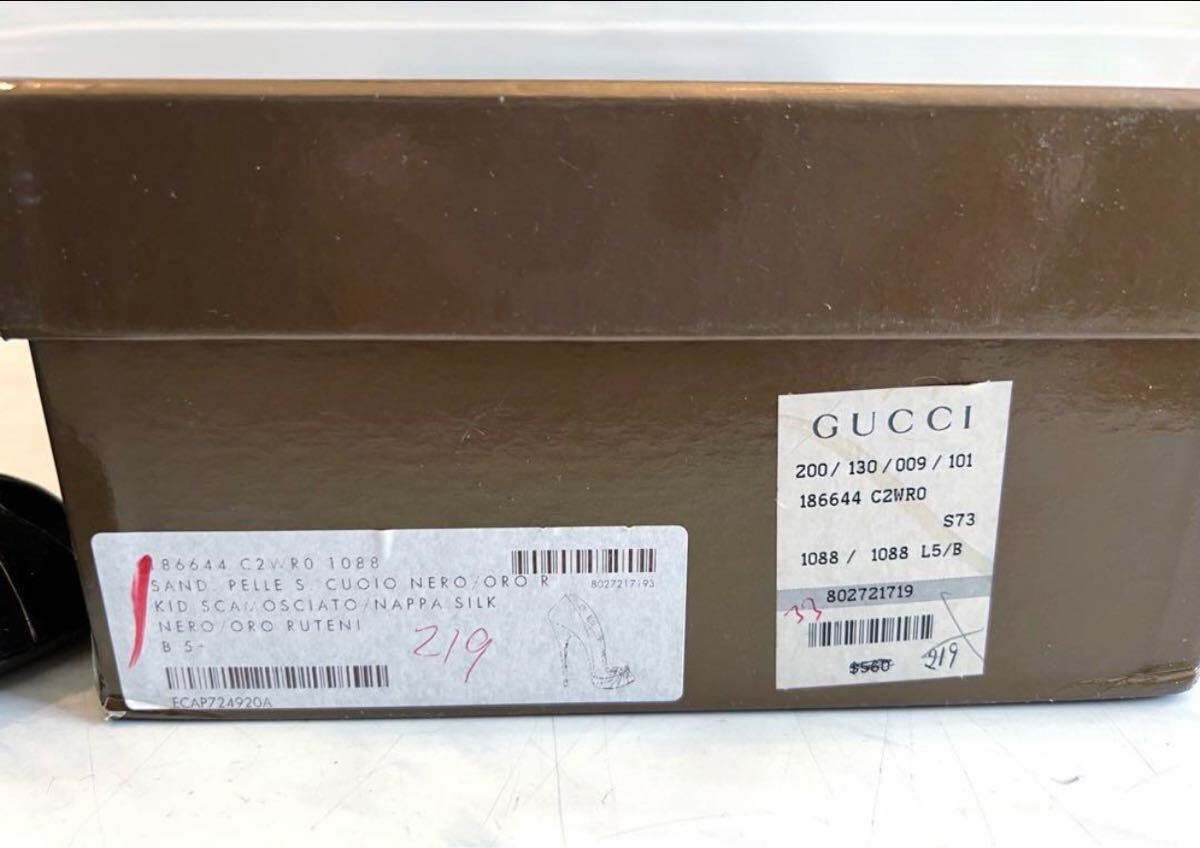 186644 C2WR0 1088
SAND. PELLE S. CUOIO NERO/ORO R
8027217193
KID SCAMOSCIATO/NAPPA SILK
NERO/ORO RUTENI
B 5-
219
ECAP724920A
GUCCI
200/ 130 /009 / 101
186644 C2WR0
S73
1088 / 1088 L5/B
802721719
33
$560
219